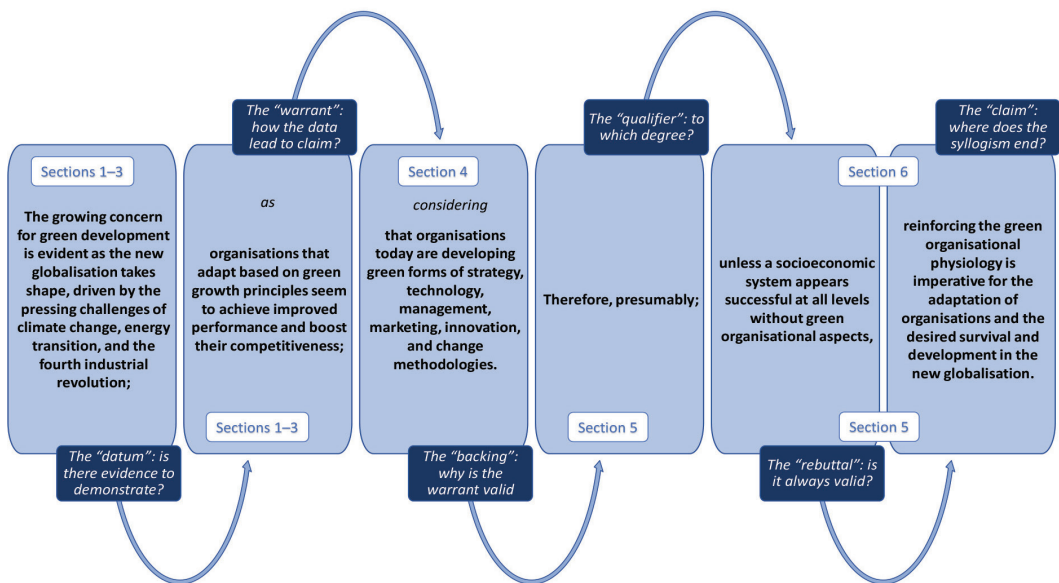 The "warrant":
how the data
lead to claim?
The "qualifier": to
which degree?
The "claim":
where does the
syllogism end?
Sections 1–3
The growing concern
for green development
is evident as the new
globalisation takes
shape, driven by the
pressing challenges of
climate change, energy
transition, and the
fourth industrial
revolution;
The "datum": is
there evidence to
demonstrate?
as
organisations that
adapt based on green
growth principles seem
to achieve improved
performance and boost
their competitiveness;
Sections 1–3
Section 4
considering
that organisations
today are developing
green forms of strategy,
technology,
management,
marketing, innovation,
and change
methodologies.
The "backing":
why is the
warrant valid
Therefore, presumably;
Section 5
Section 6
unless a socioeconomic
system appears
successful at all levels
without green
organisational aspects,
The "rebuttal": is
it always valid?
reinforcing the green
organisational
physiology is
imperative for the
adaptation of
organisations and the
desired survival and
development in the
new globalisation.
Section 5